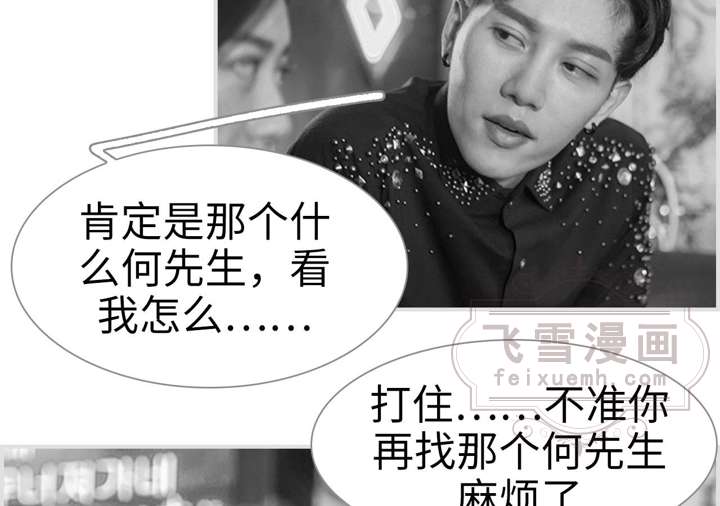 肯定是那个什
么何先生，看
我怎么……
飞雪漫画
feixuemh.com
打住……不准你
再找那个何先生
麻烦了